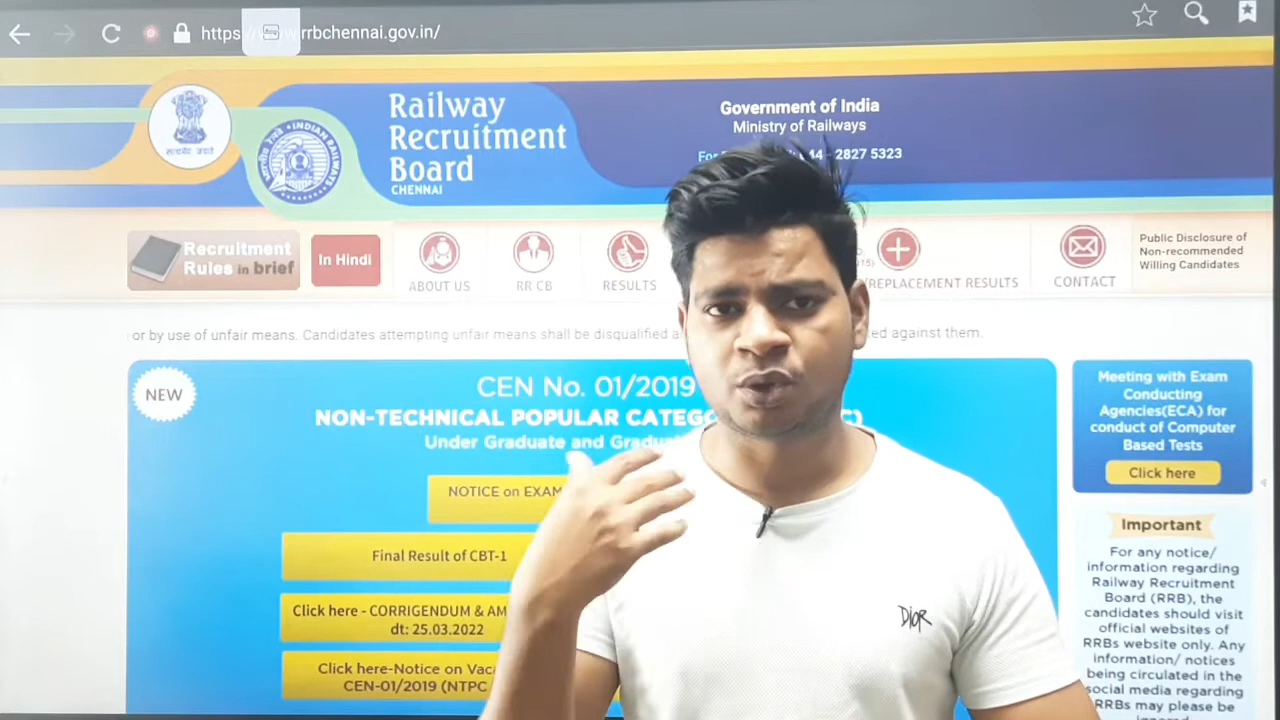 https://www.rrbchennai.gov.in/
Railway
Recruitment
Board
CHENNAI
Government of India
Ministry of Railways
2827 5323
सत्यमेव जयते
INDIAN RAILWAYS
Recruitment
Rules in brief
In Hindi
ABOUT US
RR CB
RESULTS
REPLACEMENT RESULTS
CONTACT
Public Disclosure of
Non-recommended
Willing Candidates
or by use of unfair means. Candidates attempting unfair means shall be disqualified
against them.
NEW
CEN No. 01/2019
NON-TECHNICAL POPULAR
Under Graduate and
NOTICE on EXAM
Final Result of CBT-1
Click here - CORRIGENDUM &
dt: 25.03.2022
Click here-Notice on
CEN-01/2019 (NTPC
Meeting with Exam
Conducting
Agencies(ECA) for
conduct of Computer
Based Tests
Click here
Important
For any notice/
information regarding
Railway Recruitment
Board (RRB), the
candidates should visit
official websites of
RRBs website only. Any
information/ notices
being circulated in the
social media regarding
RRBs may please be
DIOR